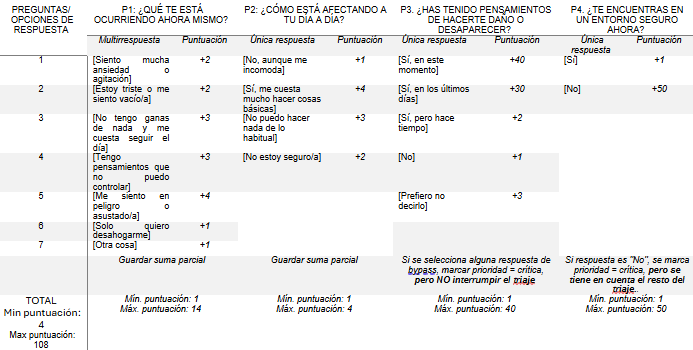 PREGUNTAS/
OPCIONES DE
RESPUESTA
P1: ¿QUÉ TE ESTÁ
OCURRIENDO AHORA MISMO?
P2: ¿CÓMO ESTÁ AFECTANDO A
TU DÍA A DÍA?
P3. ¿HAS TENIDO PENSAMIENTOS
DE HACERTE DAÑO O
DESAPARECER?
P4. ¿TE ENCUENTRAS EN
UN ENTORNO SEGURO
AHORA?
Multirrespuesta Puntuación
Única respuesta Puntuación
Única respuesta Puntuación
Única
respuesta
Puntuación
1
[Siento mucha
ansiedad o
agitación]
+2
[No, aunque me
incomoda]
+1
[Sí, en este
momento]
+40
[Sí]
+1
2
[Estoy triste o me
siento vacío/a]
+2
[Sí, me cuesta
mucho hacer cosas
básicas]
+4
[Sí, en los últimos
días]
+30
[No]
+50
3
[No tengo ganas
de nada y me
cuesta seguir el
día]
+3
[No puedo hacer
nada de lo
habitual]
+3
[Sí, pero hace
tiempo]
+2
4
[Tengo
pensamientos que
no puedo
controlar]
+3
[No estoy seguro/a]
+2
[No]
+1
5
[Me siento en
peligro o
asustado/a]
+4
[Prefiero no
decirlo]
+3
6
[Solo quiero
desahogarme]
+1
7
[Otra cosa]
+1
Guardar suma parcial
Guardar suma parcial
Si se selecciona alguna respuesta de
bypass, marcar prioridad = crítica,
pero NO interrumpir el triaje
Si respuesta es "No", se marca
prioridad = crítica, pero se
tiene en cuenta el resto del
triaje..
TOTAL
Min puntuación:
4
Max puntuación:
108
Mín. puntuación: 1
Máx. puntuación: 14
Mín. puntuación: 1
Máx. puntuación: 4
Mín. puntuación: 1
Máx. puntuación: 40
Mín. puntuación: 1
Máx. puntuación: 50